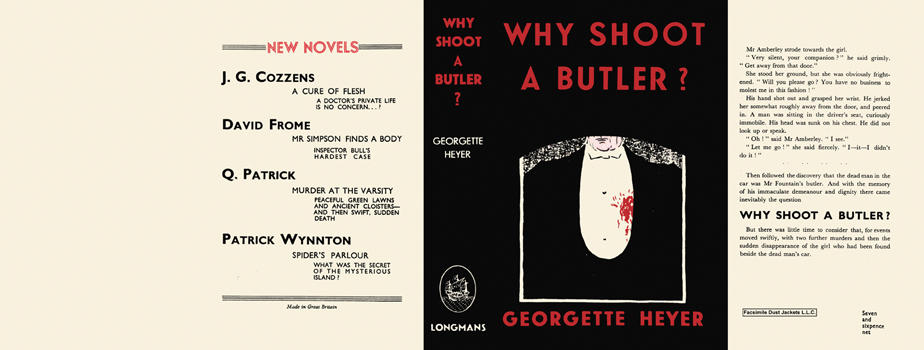 NEW NOVELS
J. G. COZZENS
A CURE OF FLESH
A DOCTOR'S PRIVATE LIFE
IS NO CONCERN...?
DAVID FROME
MR SIMPSON FINDS A BODY
INSPECTOR BULL'S
HARDEST CASE
Q. PATRICK
MURDER AT THE VARSITY
PEACEFUL GREEN LAWNS
AND ANCIENT CLOISTERS—
AND THEN SWIFT, SUDDEN
DEATH
PATRICK WYNNTON
SPIDER'S PARLOUR
WHAT WAS THE SECRET
OF THE MYSTERIOUS
ISLAND?
Made in Great Britain
WHY
SHOOT
A
BUTLER
?
GEORGETTE
HEYER
LONGMANS
WHY SHOOT
A BUTLER?
GEORGETTE HEYER
Mr Amberley strode towards the girl.
"Very silent, your companion?" he said grimly.
"Get away from that door."
She stood her ground, but she was obviously fright-
ened. "Will you please go? You have no business to
molest me in this fashion!"
His hand shot out and grasped her wrist. He jerked
her somewhat roughly away from the door, and peered
in. A man was sitting in the driver's seat, curiously
immobile. His head was sunk on his chest. He did not
look up or speak.
"Oh!" said Mr Amberley. "I see."
"Let me go!" she said fiercely. "I—it—I didn't
do it!"
. . . . . .
Then followed the discovery that the dead man in the
car was Mr Fountain's butler. And with the memory
of his immaculate demeanour and dignity there came
inevitably the question
WHY SHOOT A BUTLER?
But there was little time to consider that, for events
moved swiftly, with two further murders and then the
sudden disappearance of the girl who had been found
beside the dead man's car.
Facsimile Dust Jackets L.L.C.
Seven
and
sixpence
net